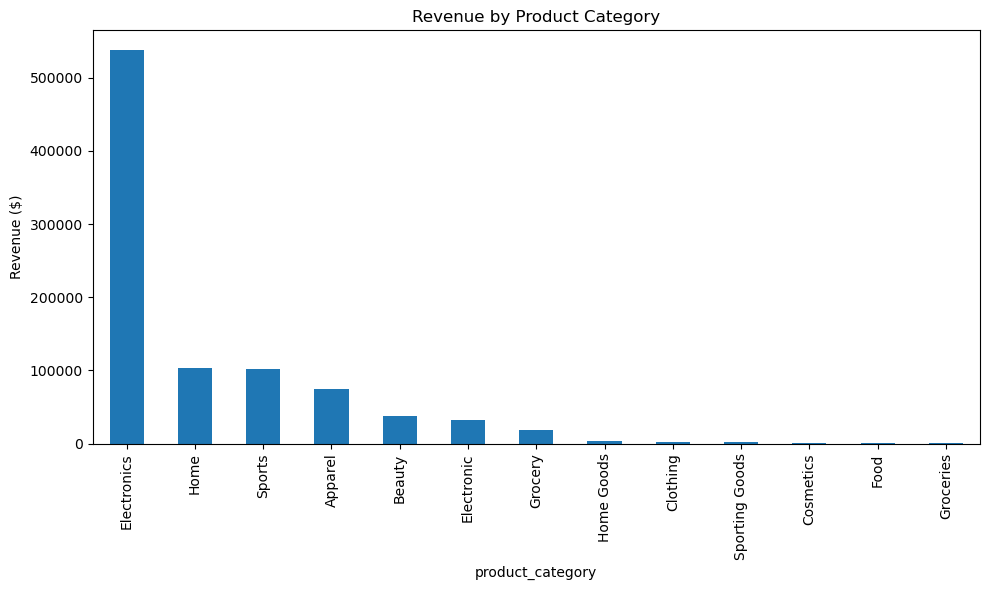 Revenue by Product Category
Revenue ($)
500000
400000
300000
200000
100000
0
Electronics
Home
Sports
Apparel
Beauty
Electronic
Grocery
Home Goods
Clothing
Sporting Goods
Cosmetics
Food
Groceries
product_category